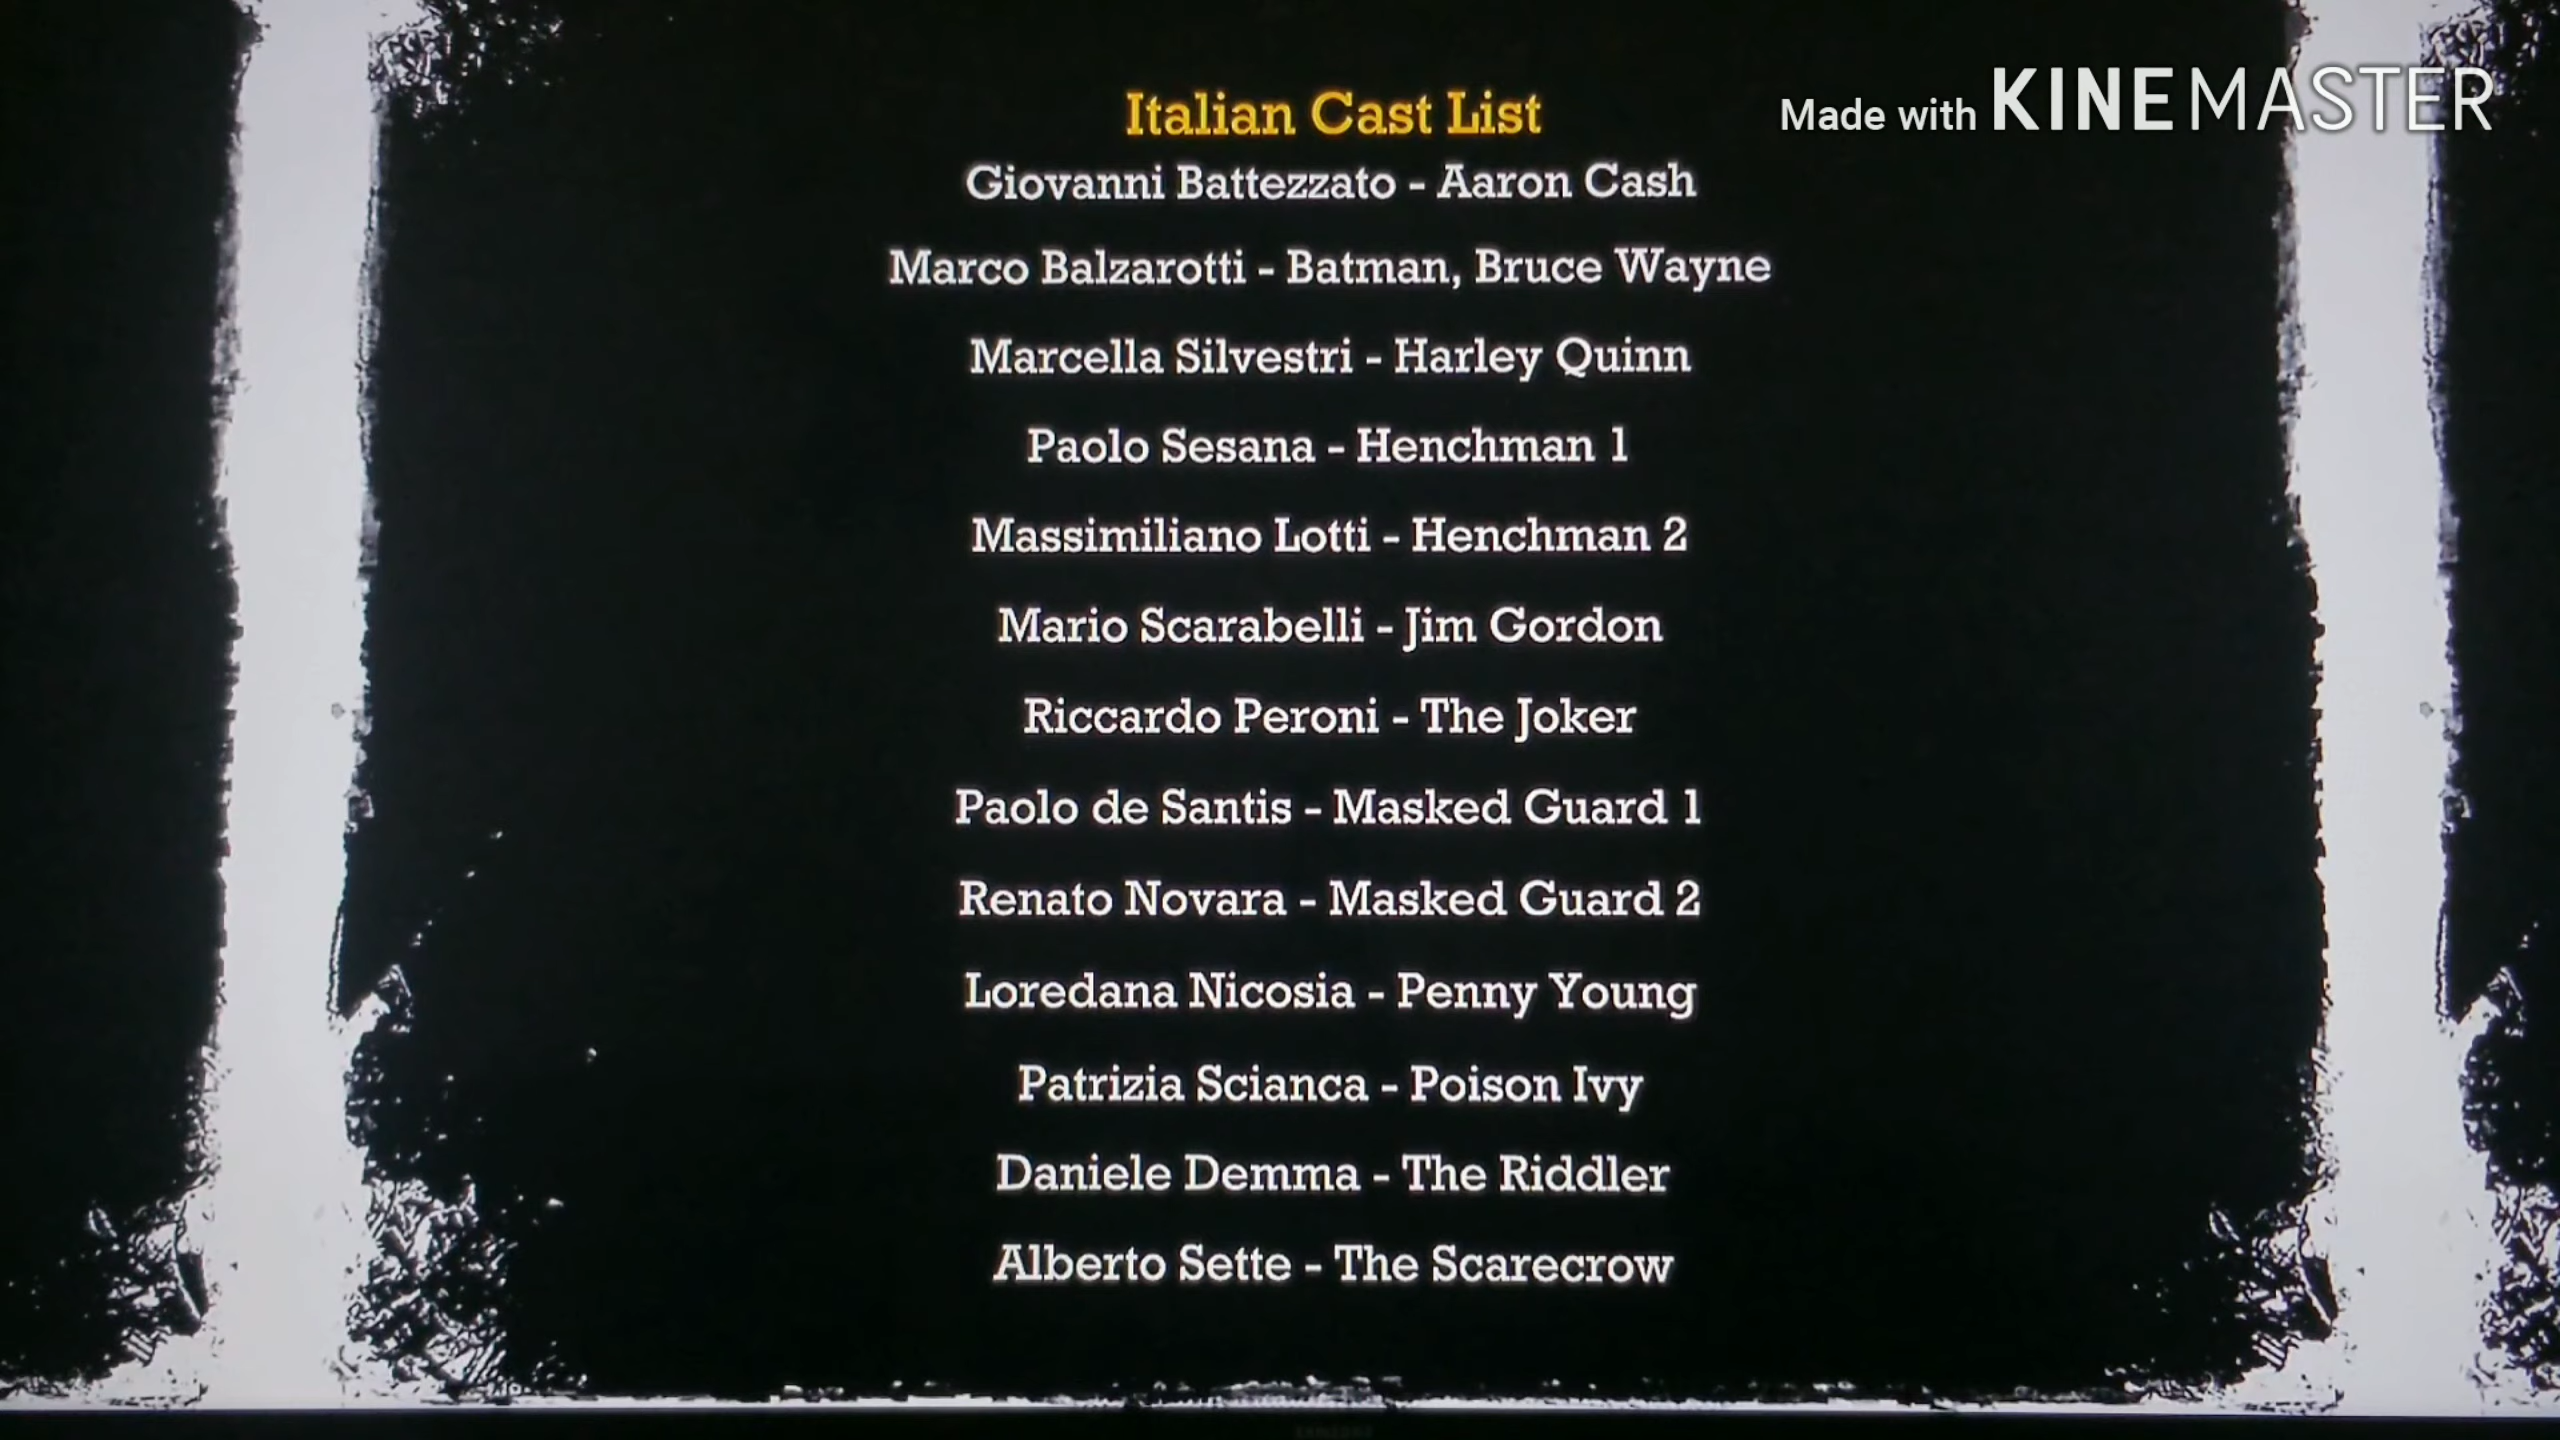 Italian Cast List
Made with KINEMASTER
Giovanni Battezzato - Aaron Cash
Marco Balzarotti - Batman, Bruce Wayne
Marcella Silvestri - Harley Quinn
Paolo Sesana - Henchman 1
Massimiliano Lotti - Henchman 2
Mario Scarabelli - Jim Gordon
Riccardo Peroni - The Joker
Paolo de Santis - Masked Guard 1
Renato Novara - Masked Guard 2
Loredana Nicosia - Penny Young
Patrizia Scianca - Poison Ivy
Daniele Demma - The Riddler
Alberto Sette - The Scarecrow